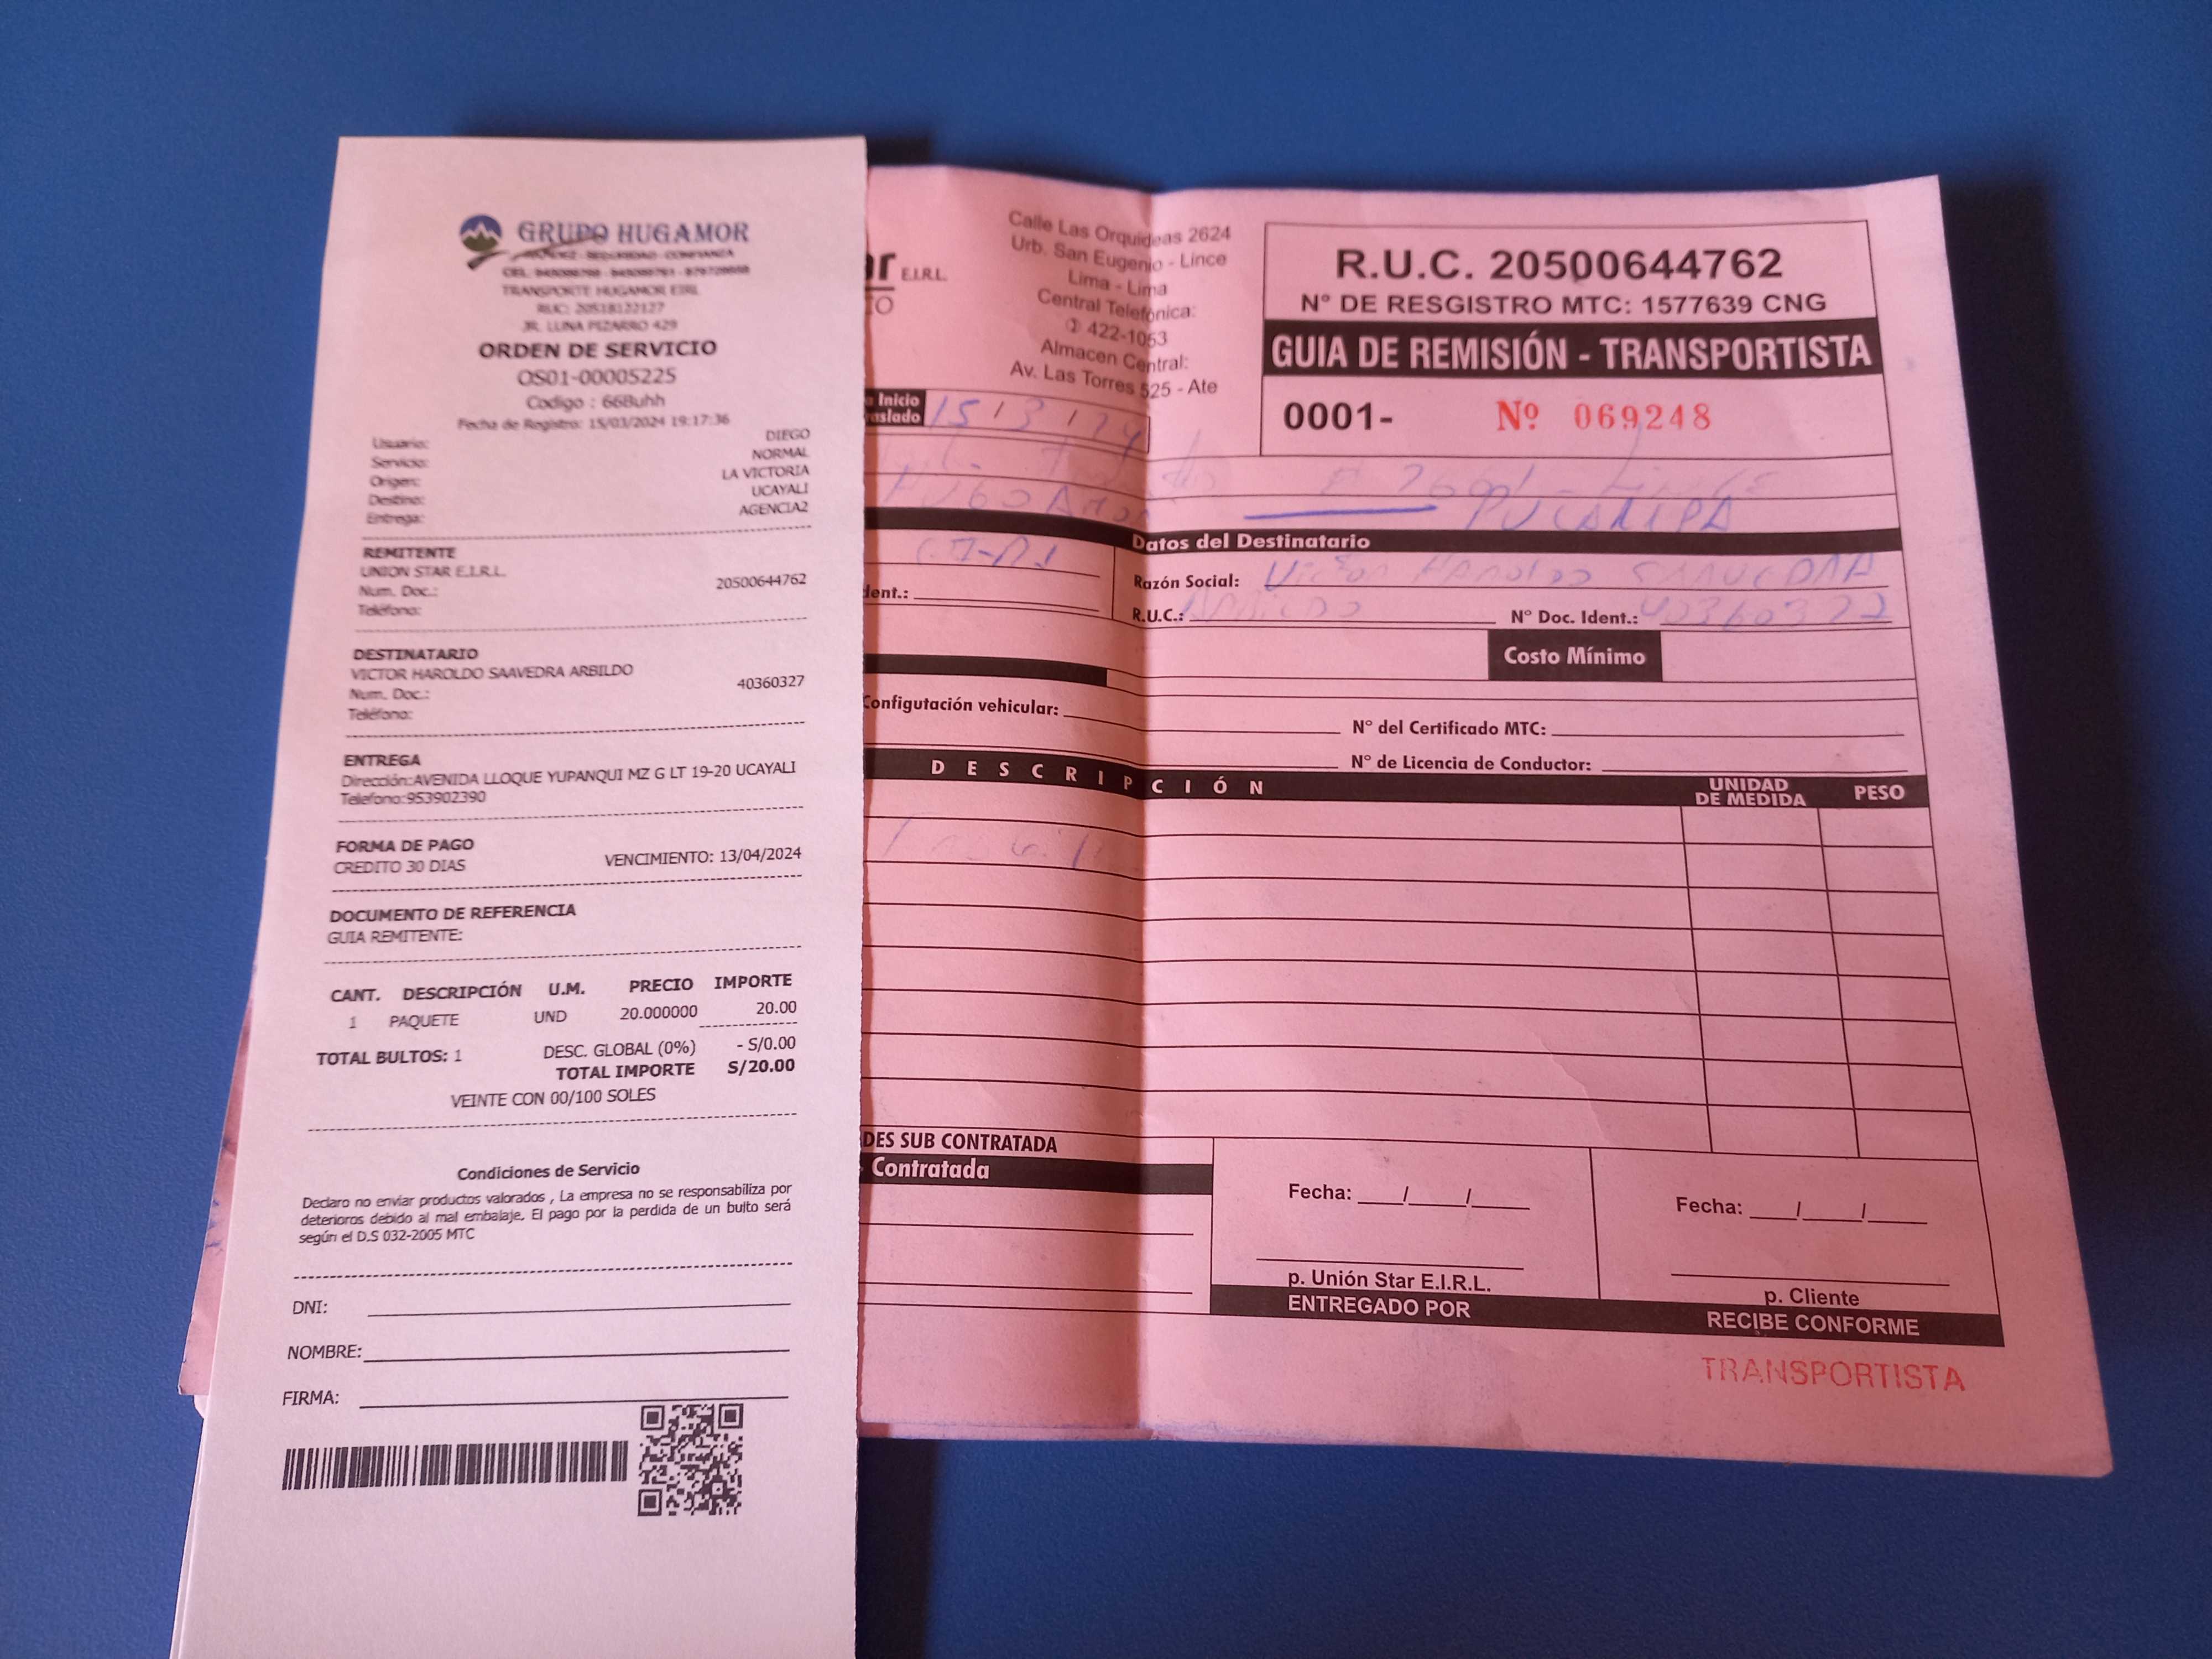 GRUPO HUGAMOR
TRANSPORTE HUGAMOR EIRL
RUC: 20518122127
JR. LUNA PIZARRO 429
ORDEN DE SERVICIO
OS01-00005225
Codigo : 66Buhh
Fecha de Registro: 15/03/2024 19:17:36
Usuario: DIEGO
Servicio: NORMAL
Origen: LA VICTORIA
Destino: UCAYALI
Entrega: AGENCIA2
REMITENTE
UNION STAR E.I.R.L.
Num. Doc.: 20500644762
Teléfono:
DESTINATARIO
VICTOR HAROLDO SAAVEDRA ARBILDO
Num. Doc.: 40360327
Teléfono:
ENTREGA
Dirección:AVENIDA LLOQUE YUPANQUI MZ G LT 19-20 UCAYALI
Telefono:953902390
FORMA DE PAGO
CREDITO 30 DIAS VENCIMIENTO: 13/04/2024
DOCUMENTO DE REFERENCIA
GUIA REMITENTE:
CANT. DESCRIPCIÓN U.M. PRECIO IMPORTE
1 PAQUETE UND 20.000000 20.00
TOTAL BULTOS: 1 DESC. GLOBAL (0%) - S/0.00
TOTAL IMPORTE S/20.00
VEINTE CON 00/100 SOLES
Condiciones de Servicio
Declaro no enviar productos valorados , La empresa no se responsabiliza por
deterioros debido al mal embalaje. El pago por la perdida de un bulto será
según el D.S 032-2005 MTC
DNI:
NOMBRE:
FIRMA:
E.I.R.L.
Calle Las Orquideas 2624
Urb. San Eugenio - Lince
Lima - Lima
Central Telefónica:
422-1053
Almacen Central:
Av. Las Torres 525 - Ate
R.U.C. 20500644762
N° DE RESGISTRO MTC: 1577639 CNG
GUIA DE REMISIÓN - TRANSPORTISTA
0001- Nº 069248
Inicio
15/3/24
PUCALLPA
Datos del Destinatario
Razón Social: Victor Haroldo SAAVEDRA
R.U.C.: N° Doc. Ident.: 40360327
Costo Mínimo
Configutación vehicular:
N° del Certificado MTC:
N° de Licencia de Conductor:
DESCRIPCIÓN UNIDAD DE MEDIDA PESO
DES SUB CONTRATADA
Contratada
Fecha: / /
Fecha: / /
p. Unión Star E.I.R.L.
ENTREGADO POR
p. Cliente
RECIBE CONFORME
TRANSPORTISTA